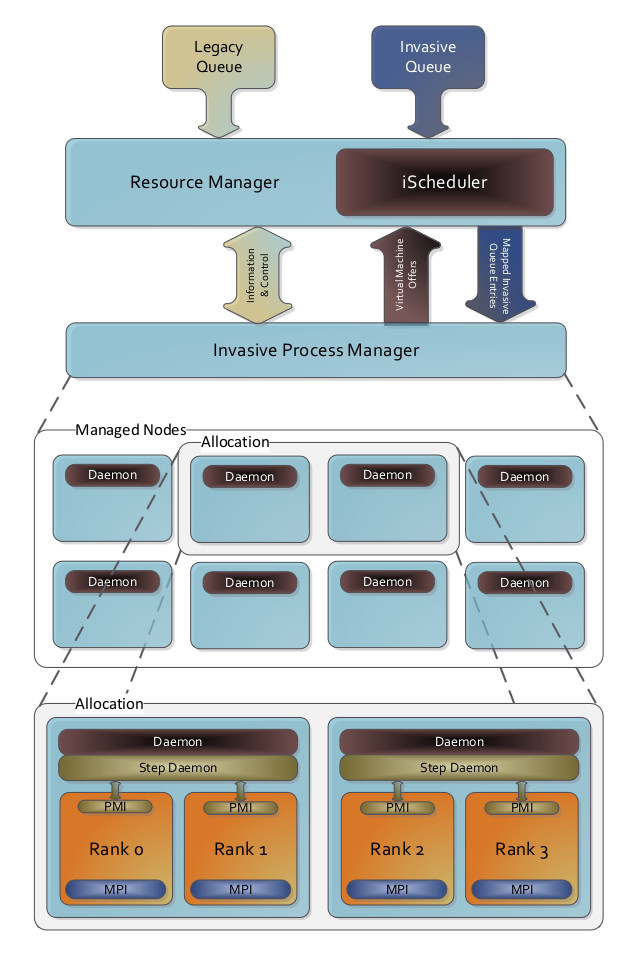 Legacy
Queue
Invasive
Queue
Resource Manager
iScheduler
Information
& Control
Virtual Machine
Offers
Mapped Invasive
Queue Entries
Invasive Process Manager
Managed Nodes
Allocation
Daemon
Daemon
Daemon
Daemon
Daemon
Daemon
Daemon
Daemon
Allocation
Daemon
Daemon
Step Daemon
Step Daemon
PMI
PMI
PMI
PMI
Rank 0
Rank 1
Rank 2
Rank 3
MPI
MPI
MPI
MPI